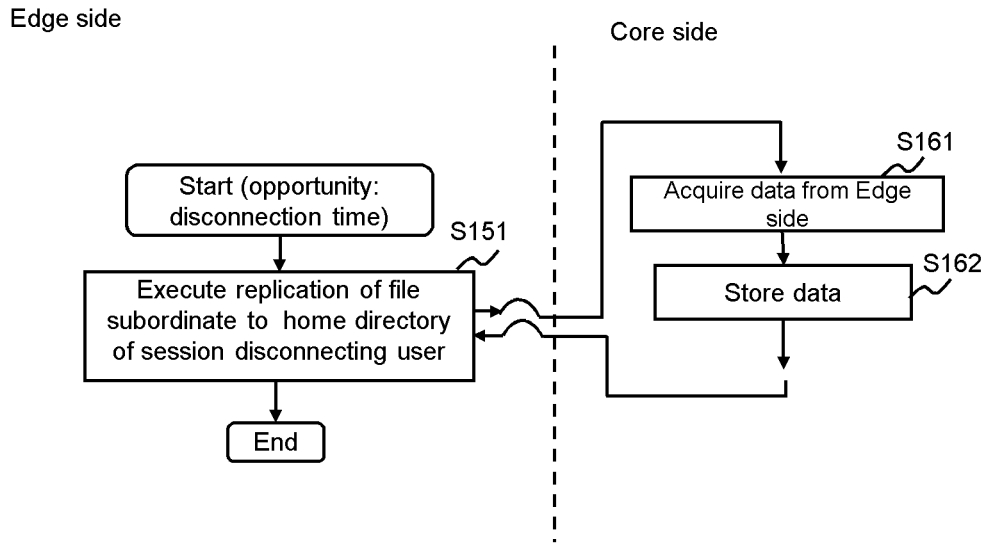 Edge side
Core side
Start (opportunity:
disconnection time)
S151
Execute replication of file
subordinate to home directory
of session disconnecting user
End
S161
Acquire data from Edge
side
S162
Store data